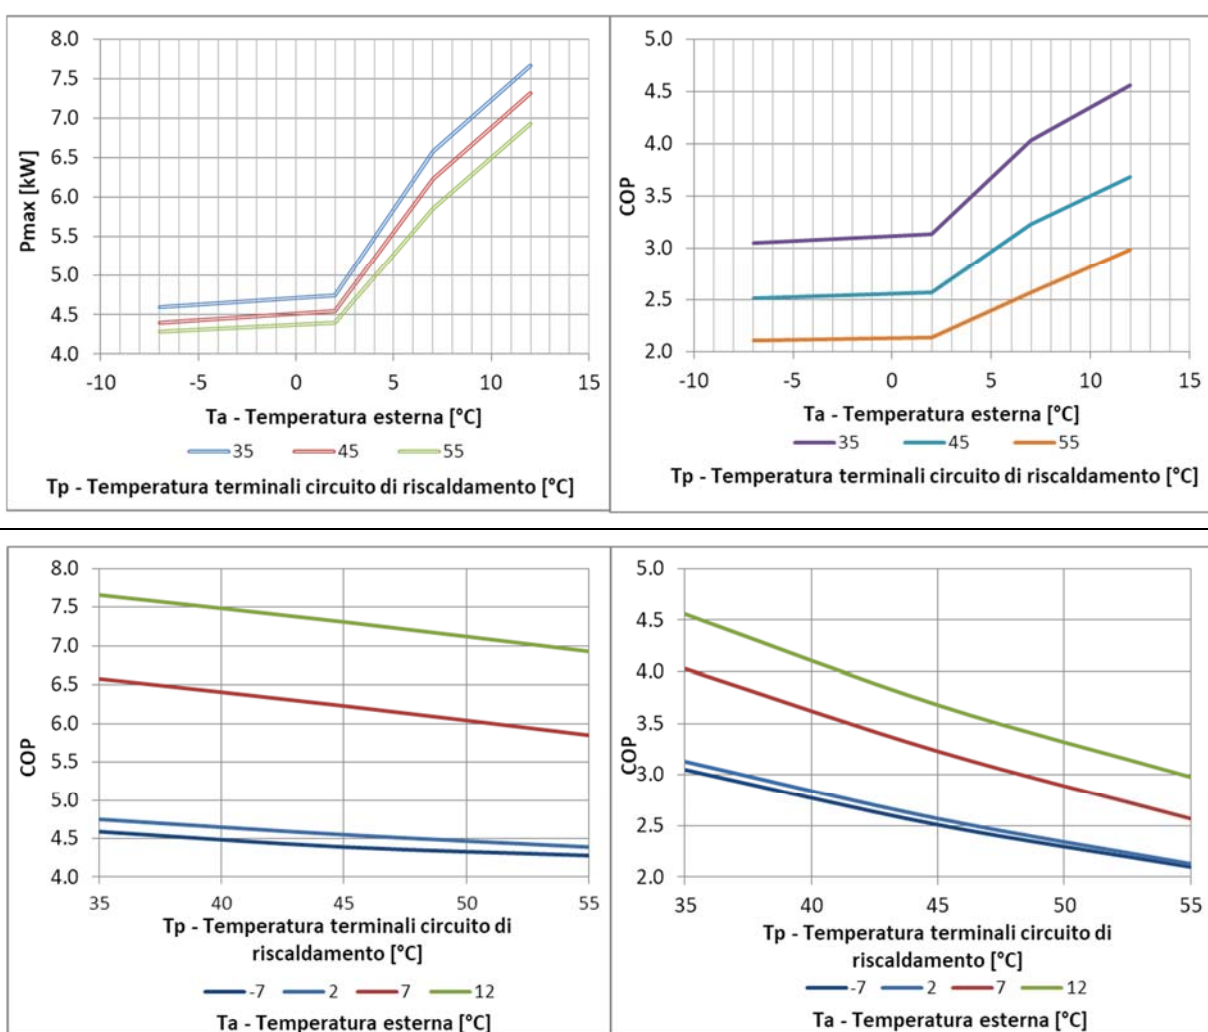 8.0
7.5
7.0
6.5
6.0
5.5
5.0
4.5
4.0
Pmax [kW]
-10 -5 0 5 10 15
Ta - Temperatura esterna [°C]
35 45 55
Tp - Temperatura terminali circuito di riscaldamento [°C]
5.0
4.5
4.0
3.5
3.0
2.5
2.0
COP
-10 -5 0 5 10 15
Ta - Temperatura esterna [°C]
35 45 55
Tp - Temperatura terminali circuito di riscaldamento [°C]
8.0
7.5
7.0
6.5
6.0
5.5
5.0
4.5
4.0
COP
35 40 45 50 55
Tp - Temperatura terminali circuito di
riscaldamento [°C]
-7 2 7 12
Ta - Temperatura esterna [°C]
5.0
4.5
4.0
3.5
3.0
2.5
2.0
COP
35 40 45 50 55
Tp - Temperatura terminali circuito di
riscaldamento [°C]
-7 2 7 12
Ta - Temperatura esterna [°C]